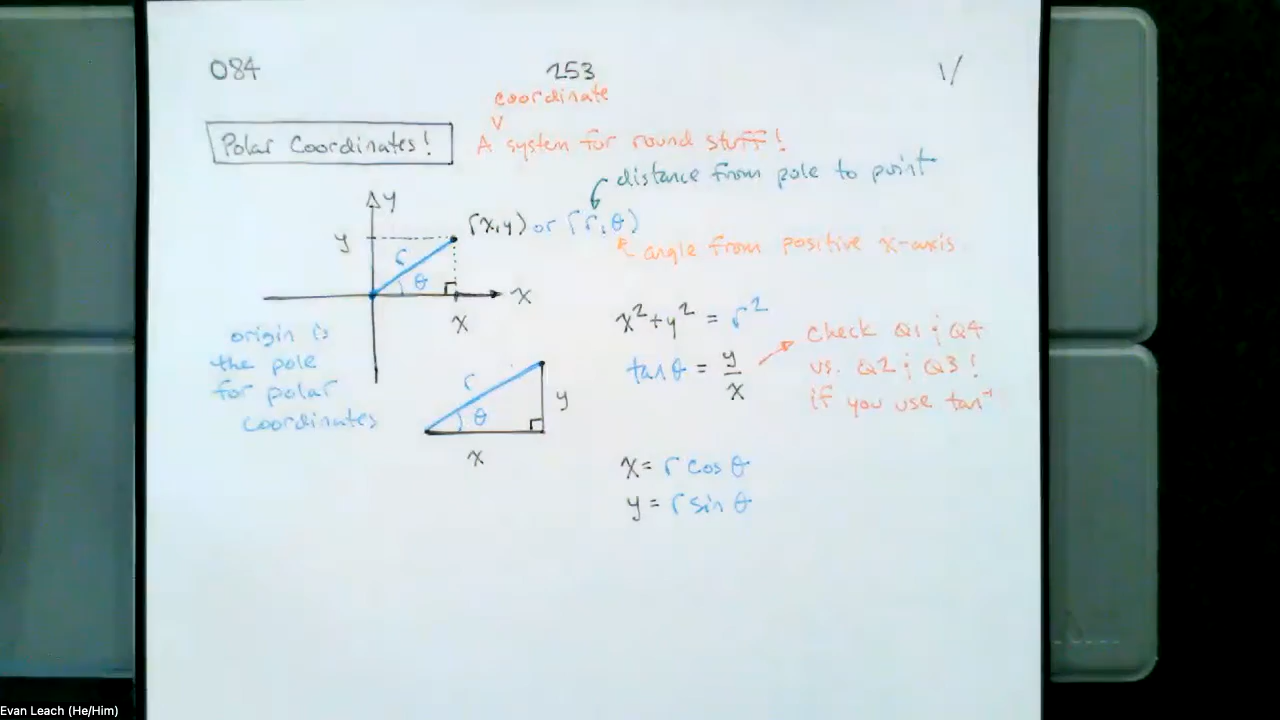 084 253 1/
coordinate
Polar Coordinates! A system for round stuff!
distance from pole to point
y
y (x,y) or (r,θ)
angle from positive x-axis
r
θ
x
x
origin is
the pole
for polar
coordinates
x² + y² = r²
tan θ = y/x
check Q1 & Q4
vs. Q2 & Q3!
if you use tan⁻¹
r
θ
y
x
x = r cos θ
y = r sin θ
Evan Leach (He/Him)